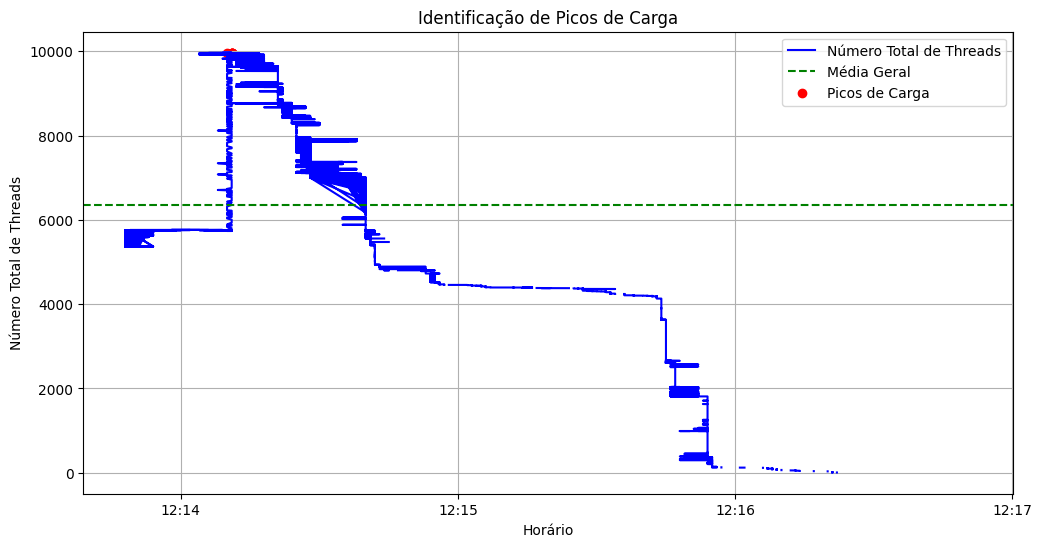 Identificação de Picos de Carga
Número Total de Threads
Média Geral
Picos de Carga
Número Total de Threads
10000
8000
6000
4000
2000
0
12:14
12:15
12:16
12:17
Horário